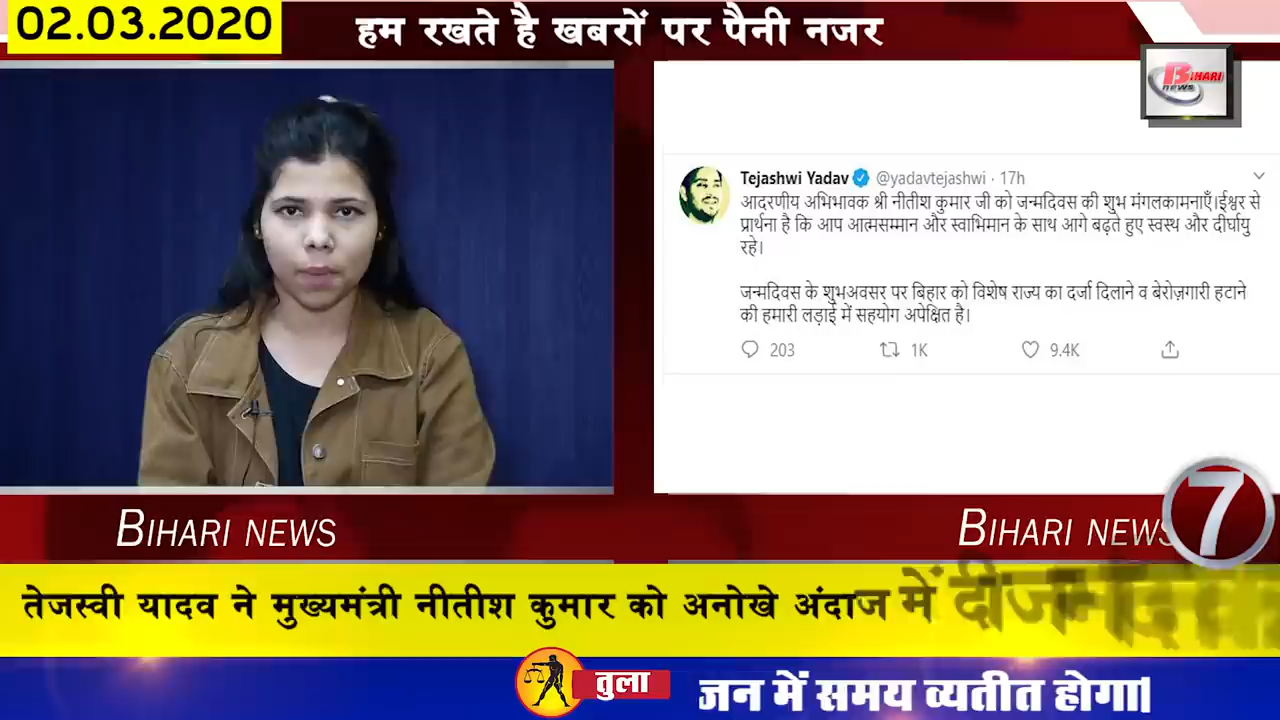 02.03.2020
हम रखते है खबरों पर पैनी नजर
BIHARI NEWS
Tejashwi Yadav @yadavtejashwi · 17h
आदरणीय अभिभावक श्री नीतीश कुमार जी को जन्मदिवस की शुभ मंगलकामनाएँ।ईश्वर से
प्रार्थना है कि आप आत्मसम्मान और स्वाभिमान के साथ आगे बढ़ते हुए स्वस्थ और दीर्घायु
रहे।
जन्मदिवस के शुभअवसर पर बिहार को विशेष राज्य का दर्जा दिलाने व बेरोज़गारी हटाने
की हमारी लड़ाई में सहयोग अपेक्षित है।
203 1K 9.4K
BIHARI NEWS
BIHARI NEWS
7
तेजस्वी यादव ने मुख्यमंत्री नीतीश कुमार को अनोखे अंदाज में
तुला
जन में समय व्यतीत होगा।